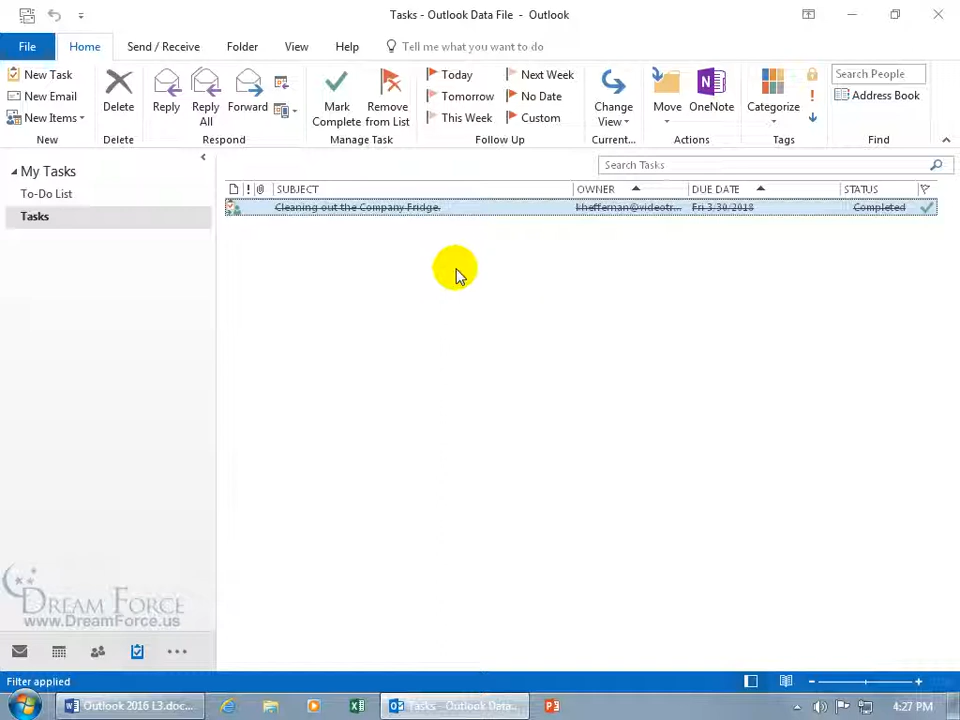 Tasks - Outlook Data File - Outlook
File Home Send / Receive Folder View Help Tell me what you want to do
New Task
New Email
New Items
New
Delete
Delete
Reply
Reply All
Forward
Respond
Mark Complete
Remove from List
Manage Task
Today
Tomorrow
This Week
Next Week
No Date
Custom
Follow Up
Change View
Current...
Move
OneNote
Actions
Categorize
Tags
Search People
Address Book
Find
My Tasks
To-Do List
Tasks
Search Tasks
SUBJECT OWNER DUE DATE STATUS
Cleaning out the Company Fridge. Fri 3/30/2018 Completed
DREAM FORCE
www.DreamForce.us
Filter applied
Outlook 2016 L3.doc... Tasks - Outlook Data... 4:27 PM